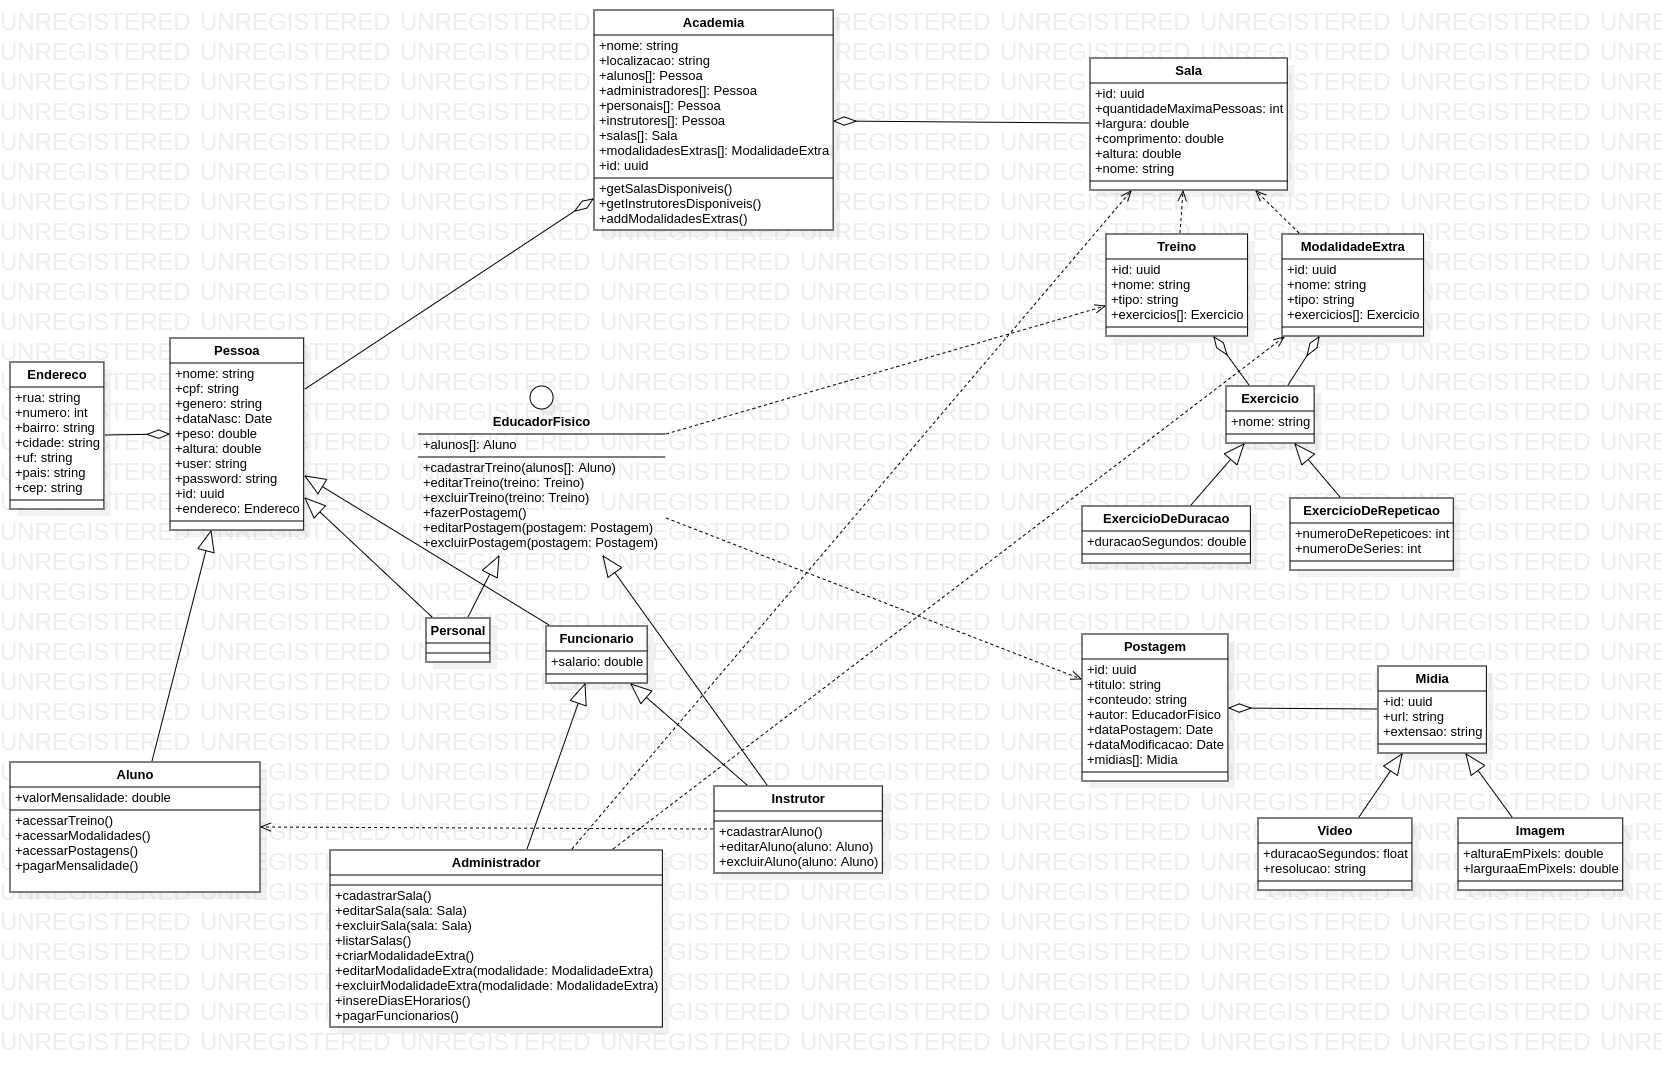 Academia
+nome: string
+localizacao: string
+alunos[]: Pessoa
+administradores[]: Pessoa
+personais[]: Pessoa
+instrutores[]: Pessoa
+salas[]: Sala
+modalidadesExtras[]: ModalidadeExtra
+id: uuid
+getSalasDisponiveis()
+getInstrutoresDisponiveis()
+addModalidadesExtras()
Sala
+id: uuid
+quantidadeMaximaPessoas: int
+largura: double
+comprimento: double
+altura: double
+nome: string
Treino
+id: uuid
+nome: string
+tipo: string
+exercicios[]: Exercicio
ModalidadeExtra
+id: uuid
+nome: string
+tipo: string
+exercicios[]: Exercicio
Endereco
+rua: string
+numero: int
+bairro: string
+cidade: string
+uf: string
+pais: string
+cep: string
Pessoa
+nome: string
+cpf: string
+genero: string
+dataNasc: Date
+peso: double
+altura: double
+user: string
+password: string
+id: uuid
+endereco: Endereco
EducadorFisico
+alunos[]: Aluno
+cadastrarTreino(alunos[]: Aluno)
+editarTreino(treino: Treino)
+excluirTreino(treino: Treino)
+fazerPostagem()
+editarPostagem(postagem: Postagem)
+excluirPostagem(postagem: Postagem)
Exercicio
+nome: string
ExercicioDeDuracao
+duracaoSegundos: double
ExercicioDeRepeticao
+numeroDeRepeticoes: int
+numeroDeSeries: int
Personal
Funcionario
+salario: double
Postagem
+id: uuid
+titulo: string
+conteudo: string
+autor: EducadorFisico
+dataPostagem: Date
+dataModificacao: Date
+midias[]: Midia
Midia
+id: uuid
+url: string
+extensao: string
Aluno
+valorMensalidade: double
+acessarTreino()
+acessarModalidades()
+acessarPostagens()
+pagarMensalidade()
Instrutor
+cadastrarAluno()
+editarAluno(aluno: Aluno)
+excluirAluno(aluno: Aluno)
Video
+duracaoSegundos: float
+resolucao: string
Imagem
+alturaEmPixels: double
+larguraaEmPixels: double
Administrador
+cadastrarSala()
+editarSala(sala: Sala)
+excluirSala(sala: Sala)
+listarSalas()
+criarModalidadeExtra()
+editarModalidadeExtra(modalidade: ModalidadeExtra)
+excluirModalidadeExtra(modalidade: ModalidadeExtra)
+insereDiasEHorarios()
+pagarFuncionarios()
UNREGISTERED